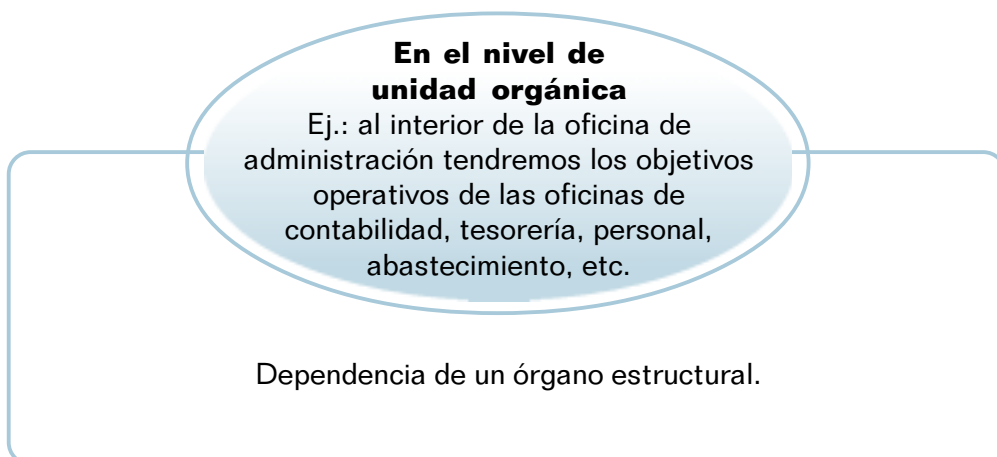 En el nivel de
unidad orgánica
Ej.: al interior de la oficina de
administración tendremos los objetivos
operativos de las oficinas de
contabilidad, tesorería, personal,
abastecimiento, etc.
Dependencia de un órgano estructural.